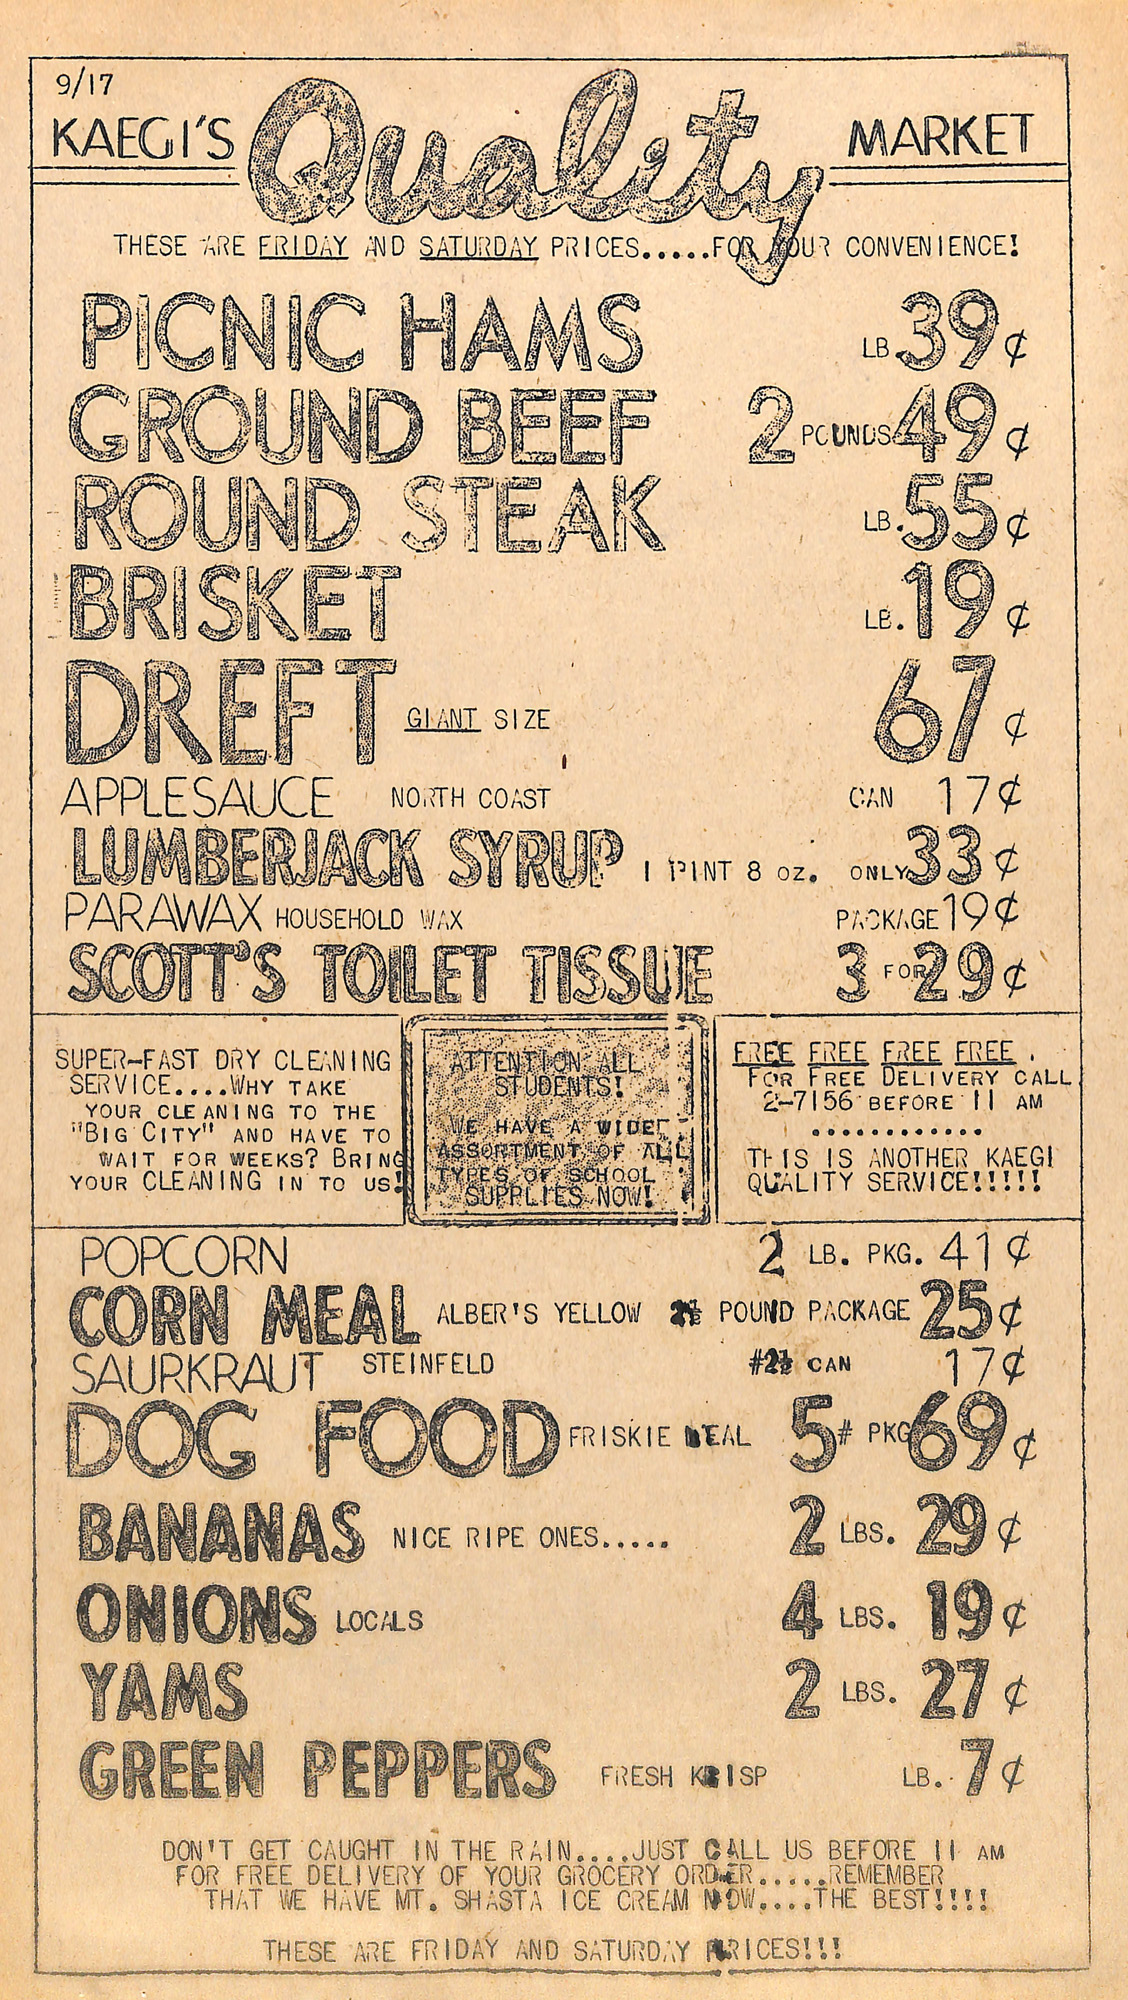 9/17
KAEGI'S Quality MARKET
THESE ARE FRIDAY AND SATURDAY PRICES.....FOR YOUR CONVENIENCE!
PICNIC HAMS LB. 39¢
GROUND BEEF 2 POUNDS 49¢
ROUND STEAK LB. 55¢
BRISKET LB. 19¢
DREFT GIANT SIZE 67¢
APPLESAUCE NORTH COAST CAN 17¢
LUMBERJACK SYRUP 1 PINT 8 OZ. ONLY 33¢
PARAWAX HOUSEHOLD WAX PACKAGE 19¢
SCOTT'S TOILET TISSUE 3 FOR 29¢
SUPER-FAST DRY CLEANING
SERVICE....WHY TAKE
YOUR CLEANING TO THE
"BIG CITY" AND HAVE TO
WAIT FOR WEEKS? BRING
YOUR CLEANING IN TO US!
ATTENTION ALL
STUDENTS!
WE HAVE A WIDE
ASSORTMENT OF ALL
TYPES OF SCHOOL
SUPPLIES NOW!
FREE FREE FREE FREE .
FOR FREE DELIVERY CALL
2-7156 BEFORE 11 AM
............
THIS IS ANOTHER KAEGI
QUALITY SERVICE!!!!!
POPCORN 2 LB. PKG. 41¢
CORN MEAL ALBER'S YELLOW 2½ POUND PACKAGE 25¢
SAURKRAUT STEINFELD #2½ CAN 17¢
DOG FOOD FRISKIE MEAL 5# PKG 69¢
BANANAS NICE RIPE ONES..... 2 LBS. 29¢
ONIONS LOCALS 4 LBS. 19¢
YAMS 2 LBS. 27¢
GREEN PEPPERS FRESH KRISP LB. 7¢
DON'T GET CAUGHT IN THE RAIN....JUST CALL US BEFORE 11 AM
FOR FREE DELIVERY OF YOUR GROCERY ORDER.....REMEMBER
THAT WE HAVE MT. SHASTA ICE CREAM NOW....THE BEST!!!!
THESE ARE FRIDAY AND SATURDAY PRICES!!!